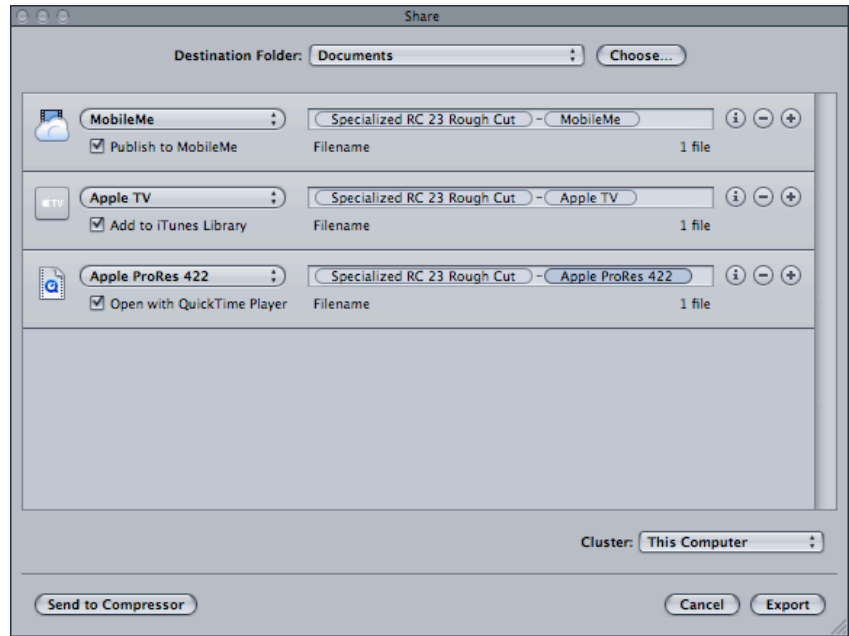 Share
Destination Folder: Documents Choose...
MobileMe Specialized RC 23 Rough Cut - MobileMe
Publish to MobileMe Filename 1 file
tv
Apple TV Specialized RC 23 Rough Cut - Apple TV
Add to iTunes Library Filename 1 file
Apple ProRes 422 Specialized RC 23 Rough Cut - Apple ProRes 422
Open with QuickTime Player Filename 1 file
Cluster: This Computer
Send to Compressor Cancel Export